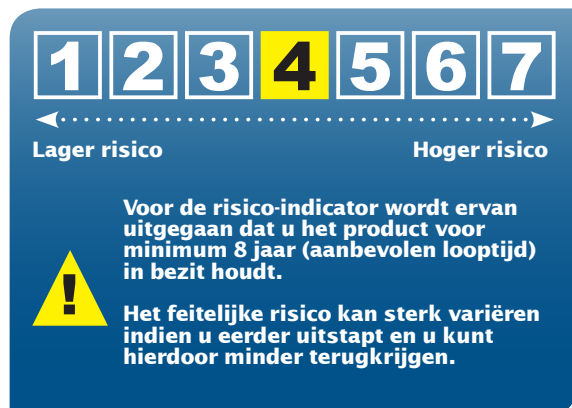 1 2 3 4 5 6 7
Lager risico Hoger risico
Voor de risico-indicator wordt ervan
uitgegaan dat u het product voor
minimum 8 jaar (aanbevolen looptijd)
in bezit houdt.
!
Het feitelijke risico kan sterk variëren
indien u eerder uitstapt en u kunt
hierdoor minder terugkrijgen.